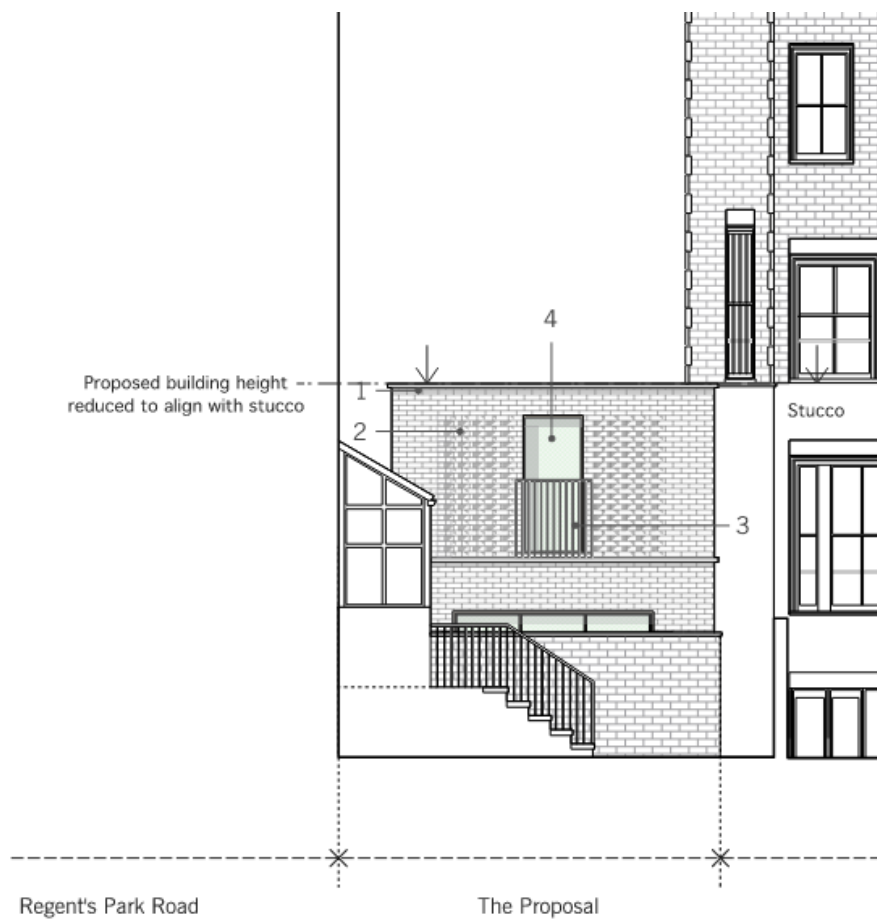 4
Proposed building height
reduced to align with stucco
1
2
Stucco
3
Regent's Park Road
The Proposal